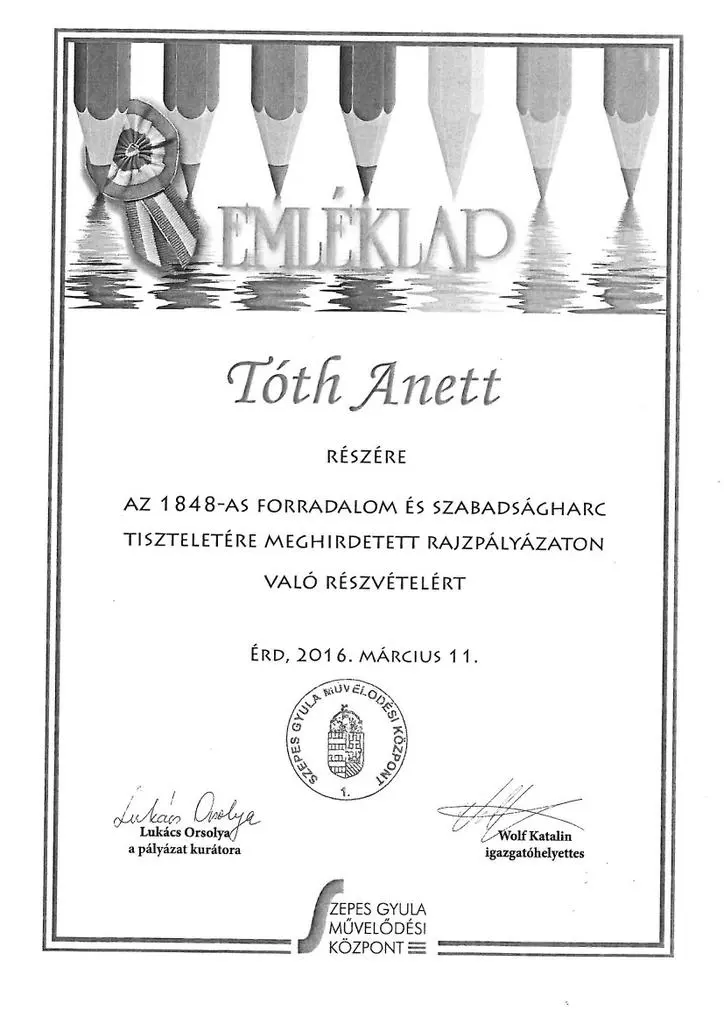 EMLÉKLAP
Tóth Anett
RÉSZÉRE
AZ 1848-AS FORRADALOM ÉS SZABADSÁGHARC
TISZTELETÉRE MEGHIRDETETT RAJZPÁLYÁZATON
VALÓ RÉSZVÉTELÉRT
ÉRD, 2016. MÁRCIUS 11.
SZEPES GYULA MŰVELŐDÉSI KÖZPONT
1.
Lukács Orsolya
Lukács Orsolya
a pályázat kurátora
Wolf Katalin
igazgatóhelyettes
SZEPES GYULA
MŰVELŐDÉSI
KÖZPONT